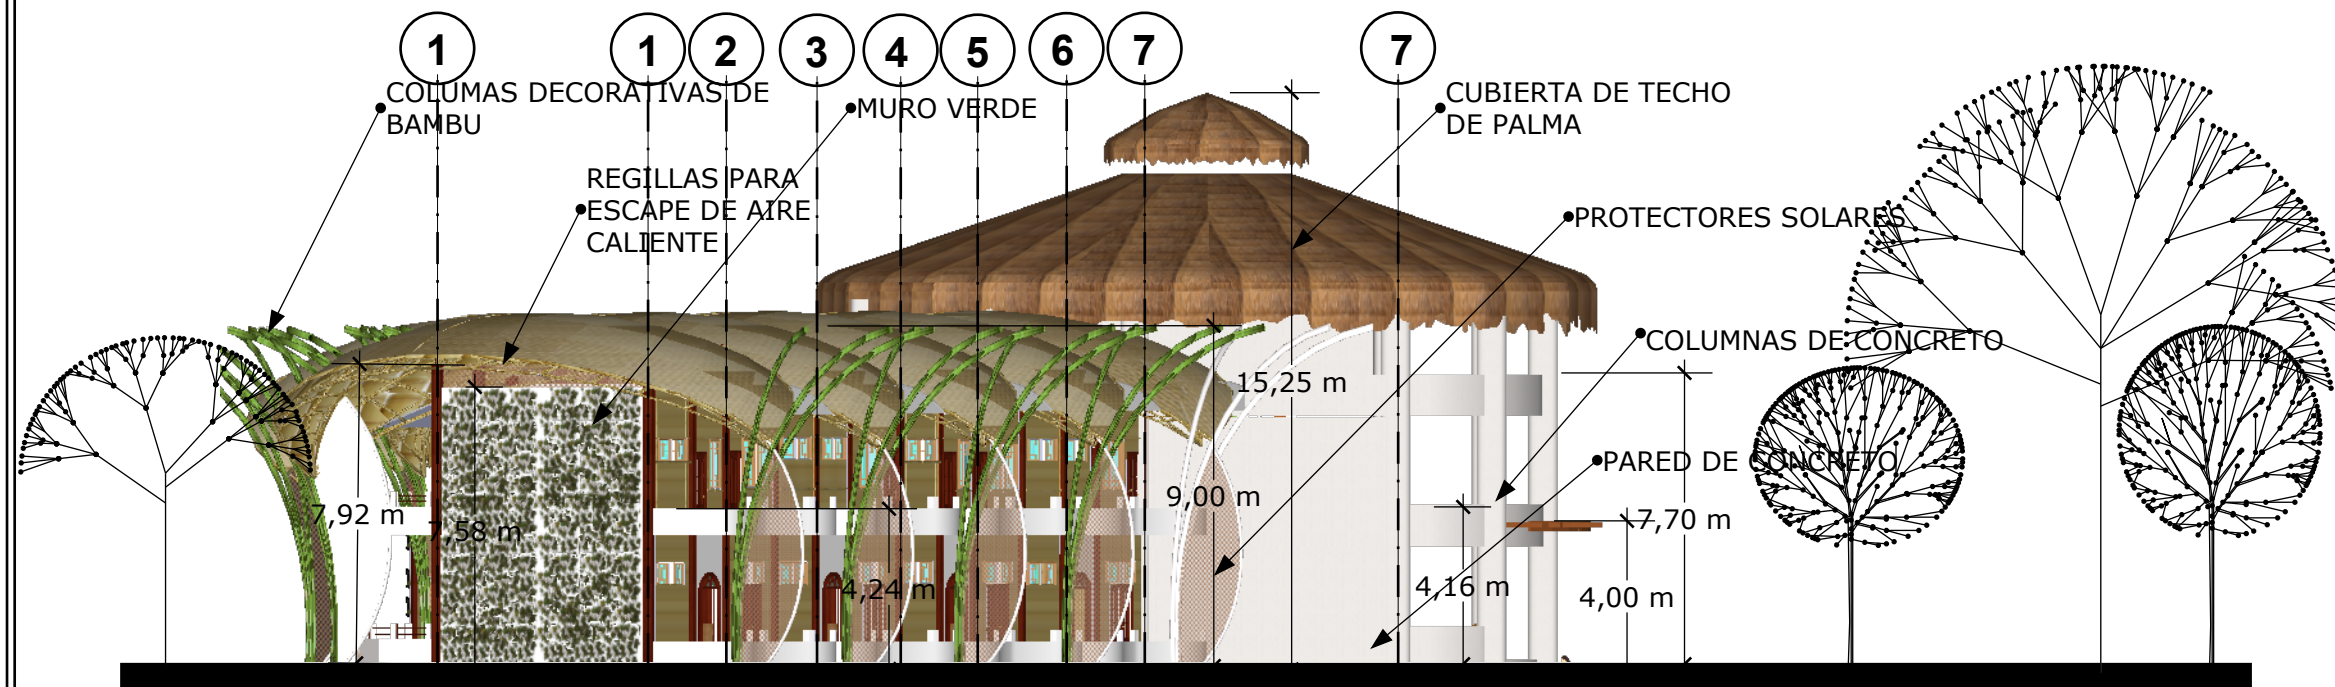 1 1 2 3 4 5 6 7 7
COLUMAS DECORATIVAS DE
BAMBU
MURO VERDE
CUBIERTA DE TECHO
DE PALMA
REGILLAS PARA
ESCAPE DE AIRE
CALIENTE
PROTECTORES SOLARES
COLUMNAS DE CONCRETO
15,25 m
PARED DE CONCRETO
9,00 m
7,92 m
7,58 m
7,70 m
4,24 m
4,16 m
4,00 m